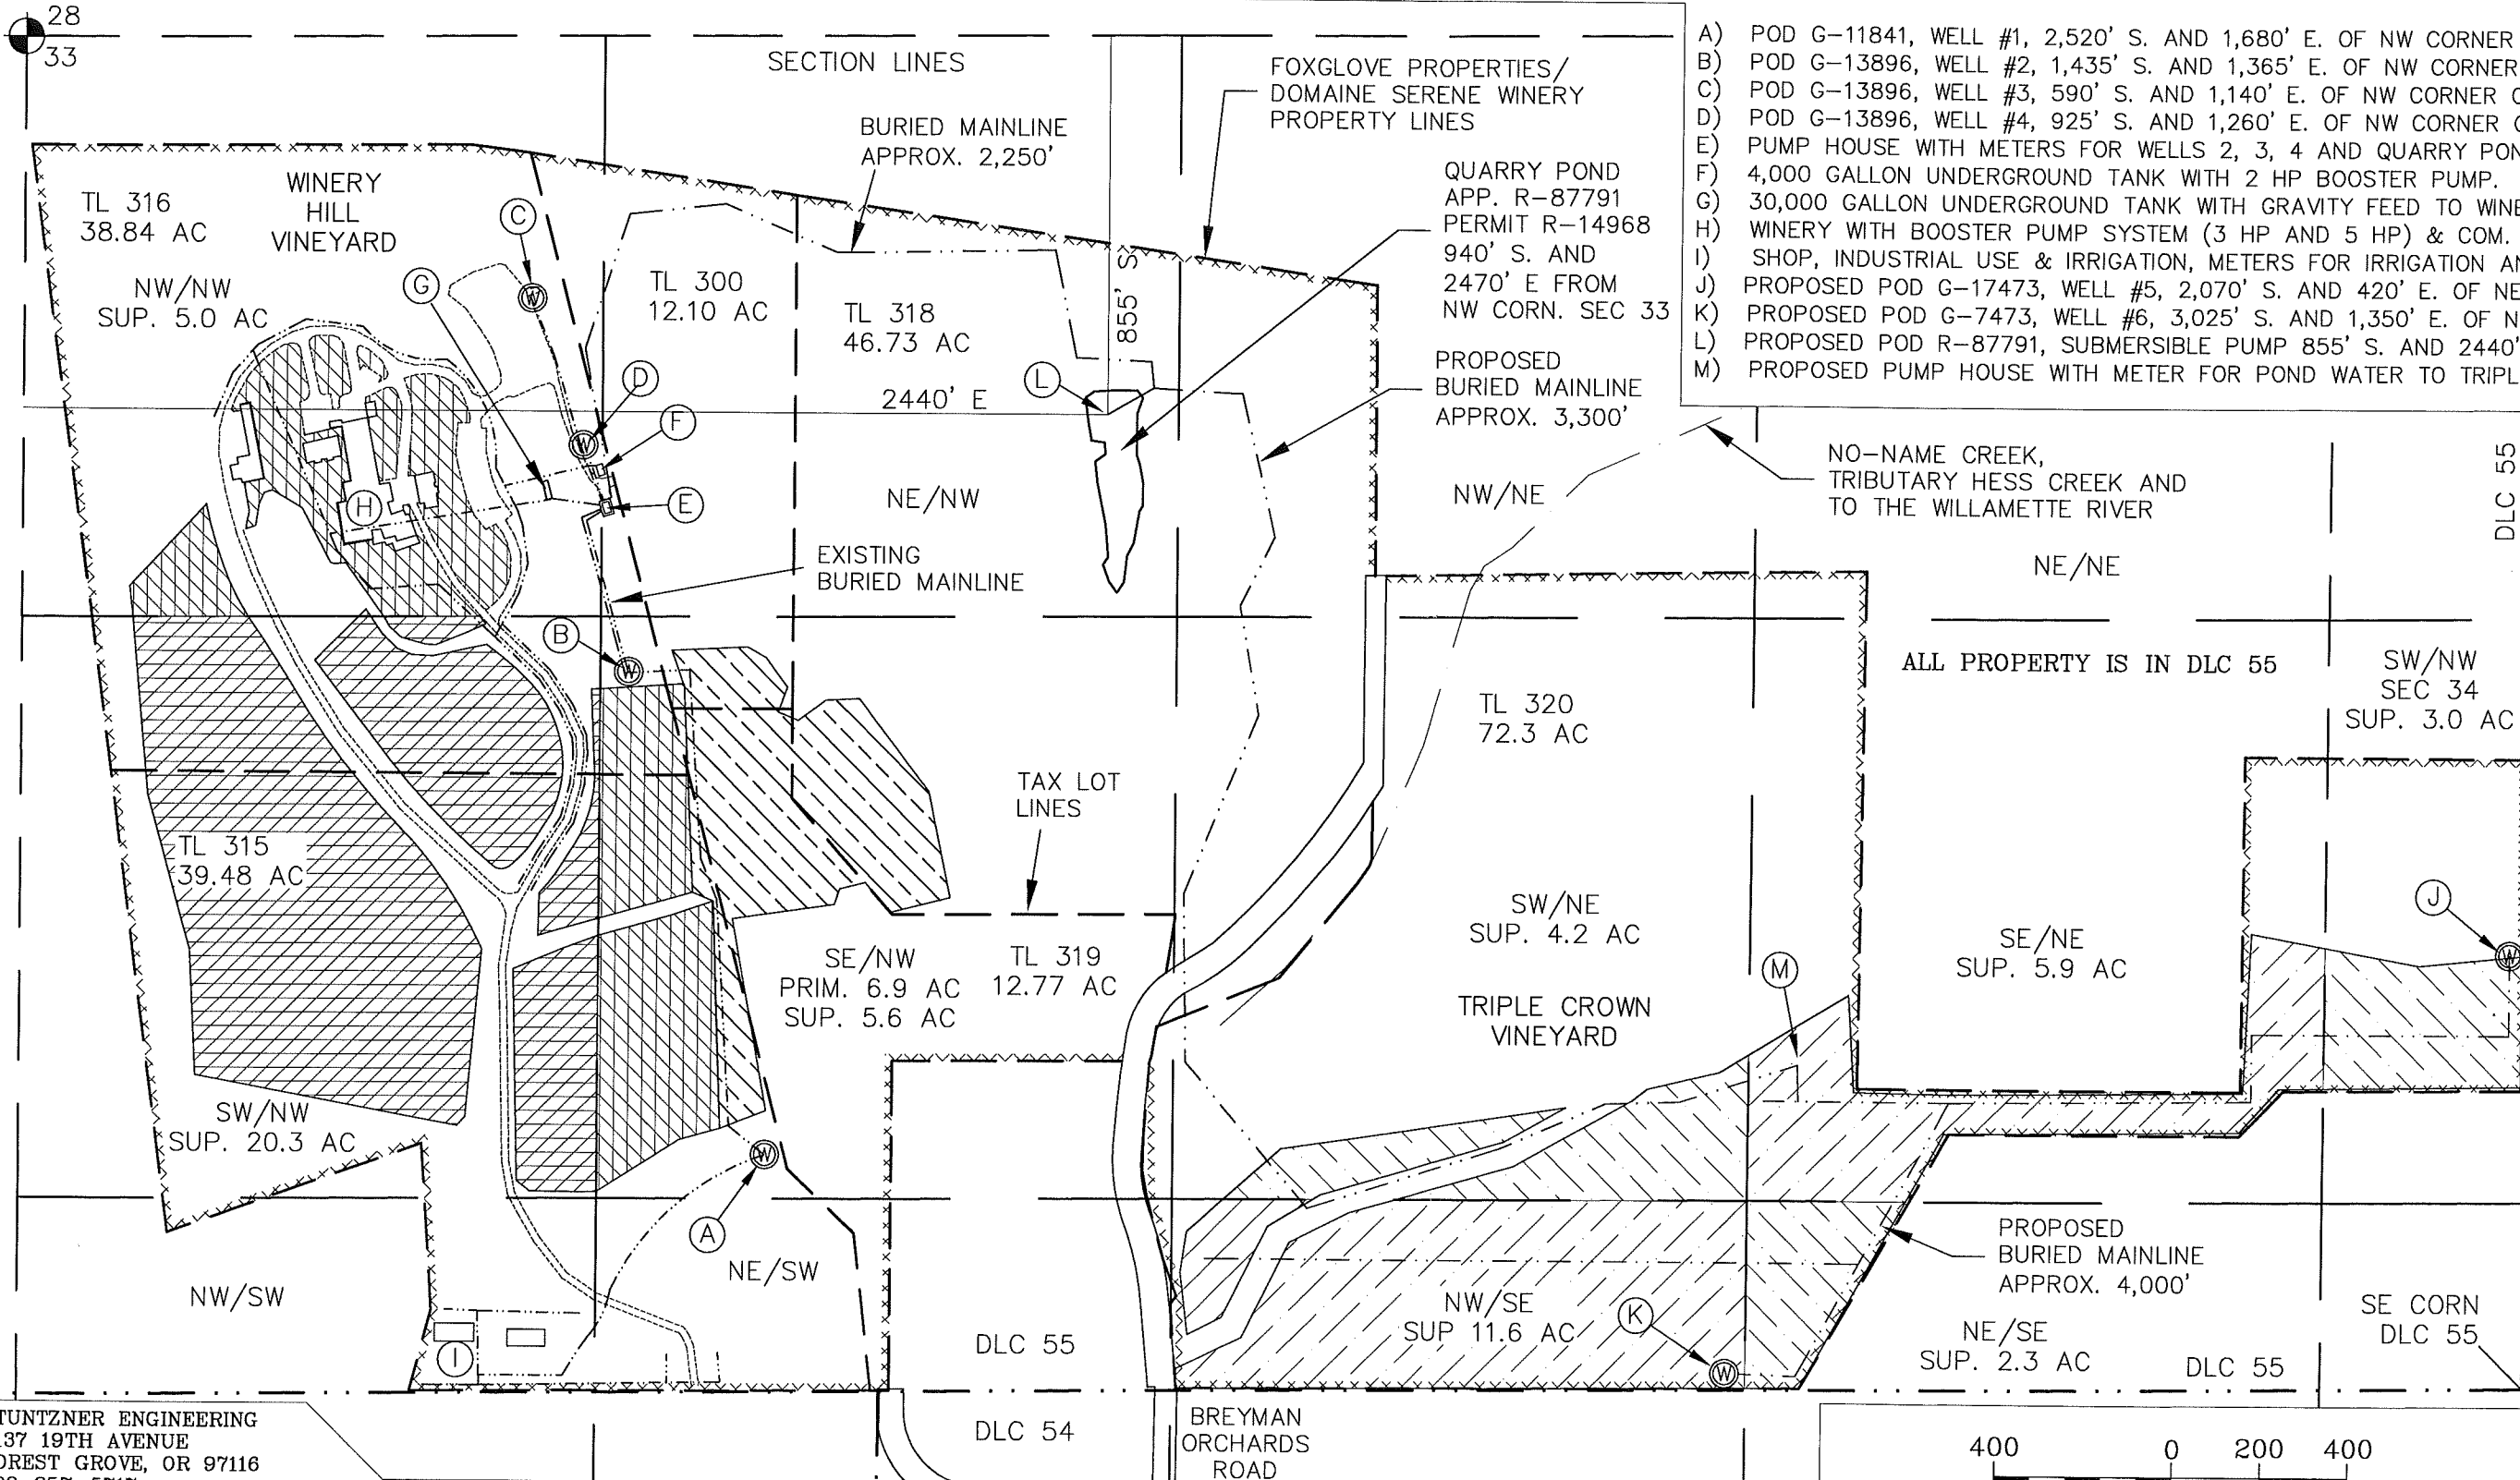 28
33
SECTION LINES
BURIED MAINLINE
APPROX. 2,250'
FOXGLOVE PROPERTIES/
DOMAINE SERENE WINERY
PROPERTY LINES
QUARRY POND
APP. R-87791
PERMIT R-14968
940' S. AND
2470' E FROM
NW CORN. SEC 33
PROPOSED
BURIED MAINLINE
APPROX. 3,300'
A) POD G-11841, WELL #1, 2,520' S. AND 1,680' E. OF NW CORNER
B) POD G-13896, WELL #2, 1,435' S. AND 1,365' E. OF NW CORNER
C) POD G-13896, WELL #3, 590' S. AND 1,140' E. OF NW CORNER
D) POD G-13896, WELL #4, 925' S. AND 1,260' E. OF NW CORNER
E) PUMP HOUSE WITH METERS FOR WELLS 2, 3, 4 AND QUARRY
F) 4,000 GALLON UNDERGROUND TANK WITH 2 HP BOOSTER PUMP.
G) 30,000 GALLON UNDERGROUND TANK WITH GRAVITY FEED TO
H) WINERY WITH BOOSTER PUMP SYSTEM (3 HP AND 5 HP) & COM.
I) SHOP, INDUSTRIAL USE & IRRIGATION, METERS FOR IRRIGATION
J) PROPOSED POD G-17473, WELL #5, 2,070' S. AND 420' E. OF NE
K) PROPOSED POD G-7473, WELL #6, 3,025' S. AND 1,350' E. OF
L) PROPOSED POD R-87791, SUBMERSIBLE PUMP 855' S. AND 2440'
M) PROPOSED PUMP HOUSE WITH METER FOR POND WATER TO
TL 316
38.84 AC
WINERY
HILL
VINEYARD
NW/NW
SUP. 5.0 AC
C
G
TL 300
12.10 AC
TL 318
46.73 AC
855' S
2440' E
L
W
D
W
F
E
H
NE/NW
NW/NE
NO-NAME CREEK,
TRIBUTARY HESS CREEK AND
TO THE WILLAMETTE RIVER
DLC 55
NE/NE
EXISTING
BURIED MAINLINE
B
W
ALL PROPERTY IS IN DLC 55
SW/NW
SEC 34
SUP. 3.0 AC
TL 320
72.3 AC
TAX LOT
LINES
TL 315
39.48 AC
SW/NE
SUP. 4.2 AC
SE/NE
SUP. 5.9 AC
J
W
SE/NW
PRIM. 6.9 AC
SUP. 5.6 AC
TL 319
12.77 AC
M
TRIPLE CROWN
VINEYARD
SW/NW
SUP. 20.3 AC
W
A
NE/SW
NW/SW
I
PROPOSED
BURIED MAINLINE
APPROX. 4,000'
NW/SE
SUP 11.6 AC
K
W
NE/SE
SUP. 2.3 AC
DLC 55
SE CORN
DLC 55
DLC 55
DLC 54
BREYMAN
ORCHARDS
ROAD
TUNTZNER ENGINEERING
137 19TH AVENUE
OREST GROVE, OR 97116
400 0 200 400